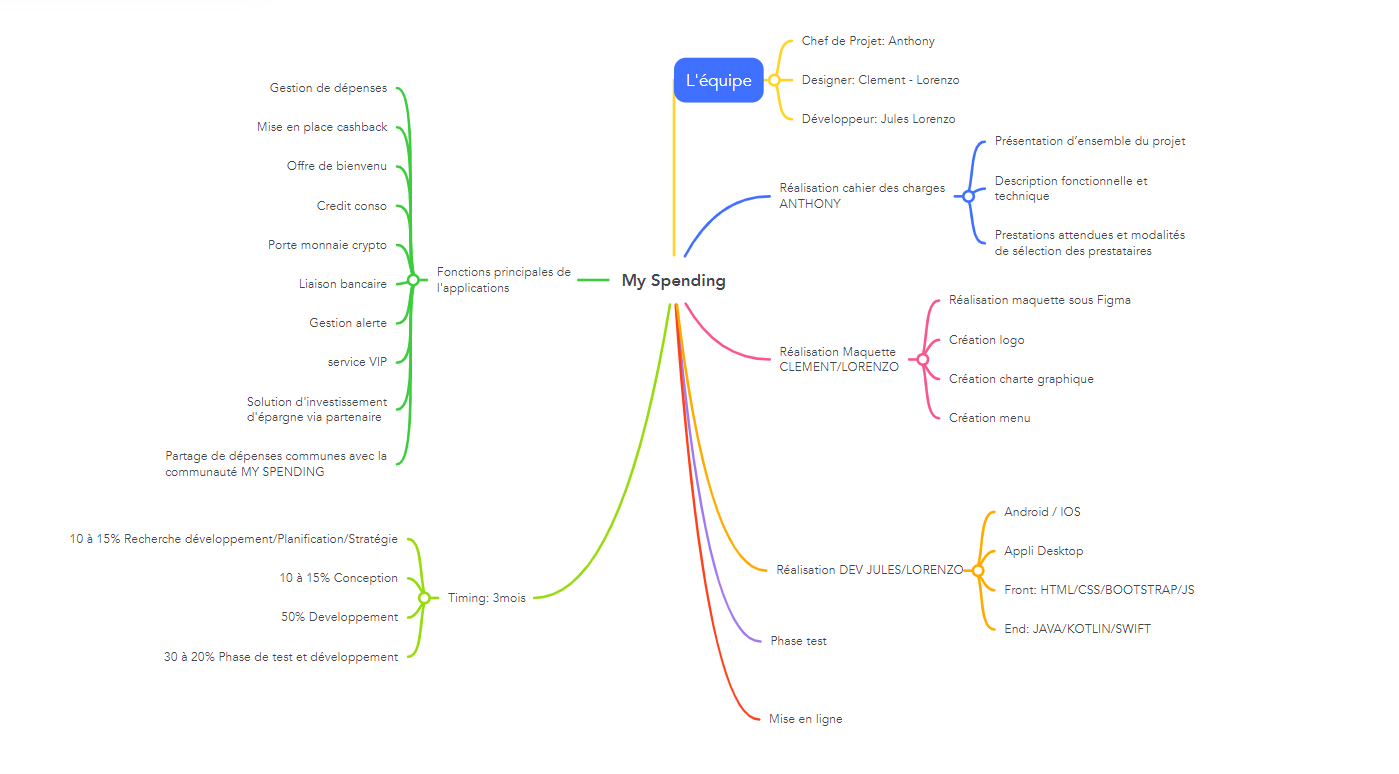 My Spending
L'équipe
Chef de Projet: Anthony
Designer: Clement - Lorenzo
Développeur: Jules Lorenzo
Réalisation cahier des charges
ANTHONY
Présentation d’ensemble du projet
Description fonctionnelle et
technique
Prestations attendues et modalités
de sélection des prestataires
Réalisation Maquette
CLEMENT/LORENZO
Réalisation maquette sous Figma
Création logo
Création charte graphique
Création menu
Réalisation DEV JULES/LORENZO
Android / IOS
Appli Desktop
Front: HTML/CSS/BOOTSTRAP/JS
End: JAVA/KOTLIN/SWIFT
Phase test
Mise en ligne
Fonctions principales de
l'applications
Gestion de dépenses
Mise en place cashback
Offre de bienvenu
Credit conso
Porte monnaie crypto
Liaison bancaire
Gestion alerte
service VIP
Solution d'investissement
d'épargne via partenaire
Partage de dépenses communes avec la
communauté MY SPENDING
Timing: 3mois
10 à 15% Recherche développement/Planification/Stratégie
10 à 15% Conception
50% Developpement
30 à 20% Phase de test et développement